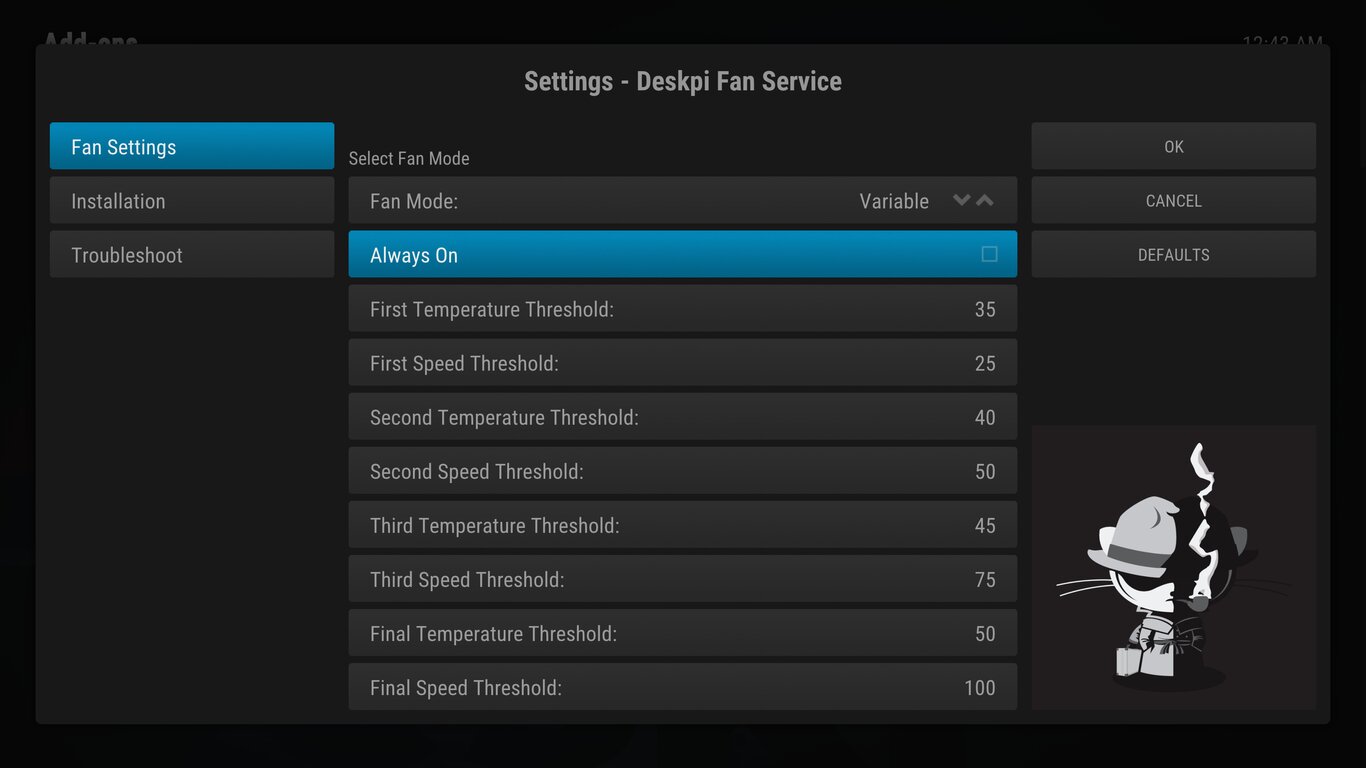 Add-ons
12:43 AM
Settings - Deskpi Fan Service
Fan Settings
Installation
Troubleshoot
Select Fan Mode
Fan Mode: Variable
Always On
First Temperature Threshold: 35
First Speed Threshold: 25
Second Temperature Threshold: 40
Second Speed Threshold: 50
Third Temperature Threshold: 45
Third Speed Threshold: 75
Final Temperature Threshold: 50
Final Speed Threshold: 100
OK
CANCEL
DEFAULTS